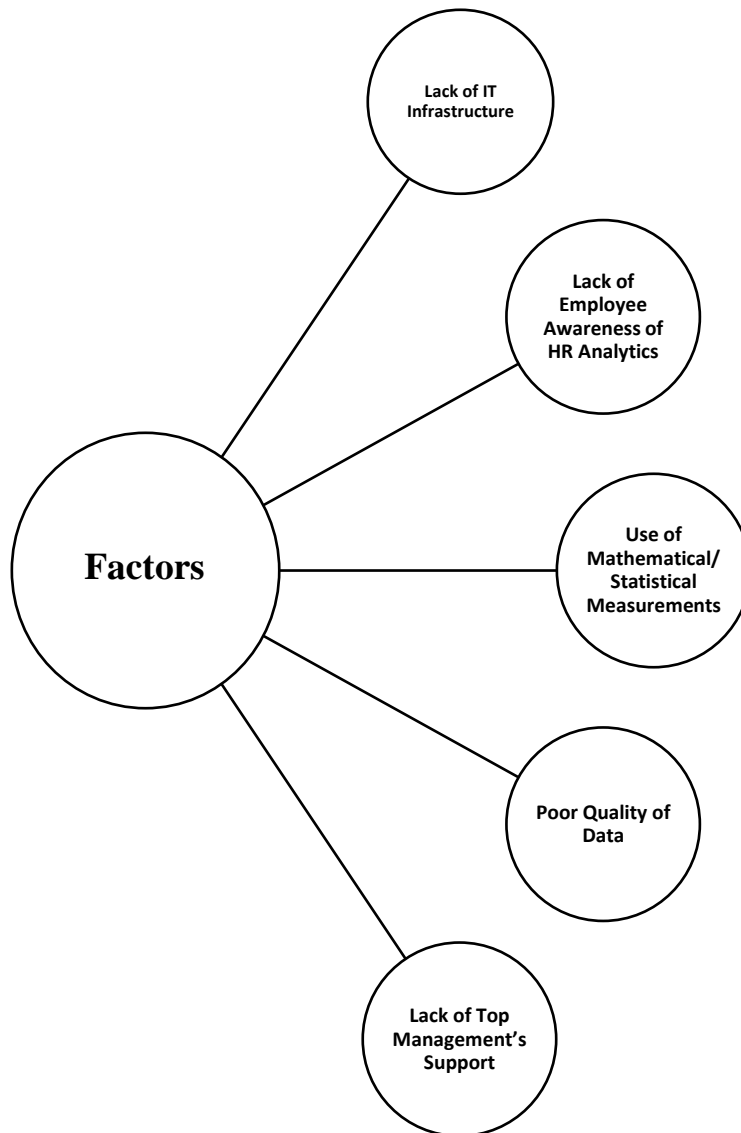 Lack of IT
Infrastructure
Lack of
Employee
Awareness of
HR Analytics
Factors
Use of
Mathematical/
Statistical
Measurements
Poor Quality of
Data
Lack of Top
Management’s
Support